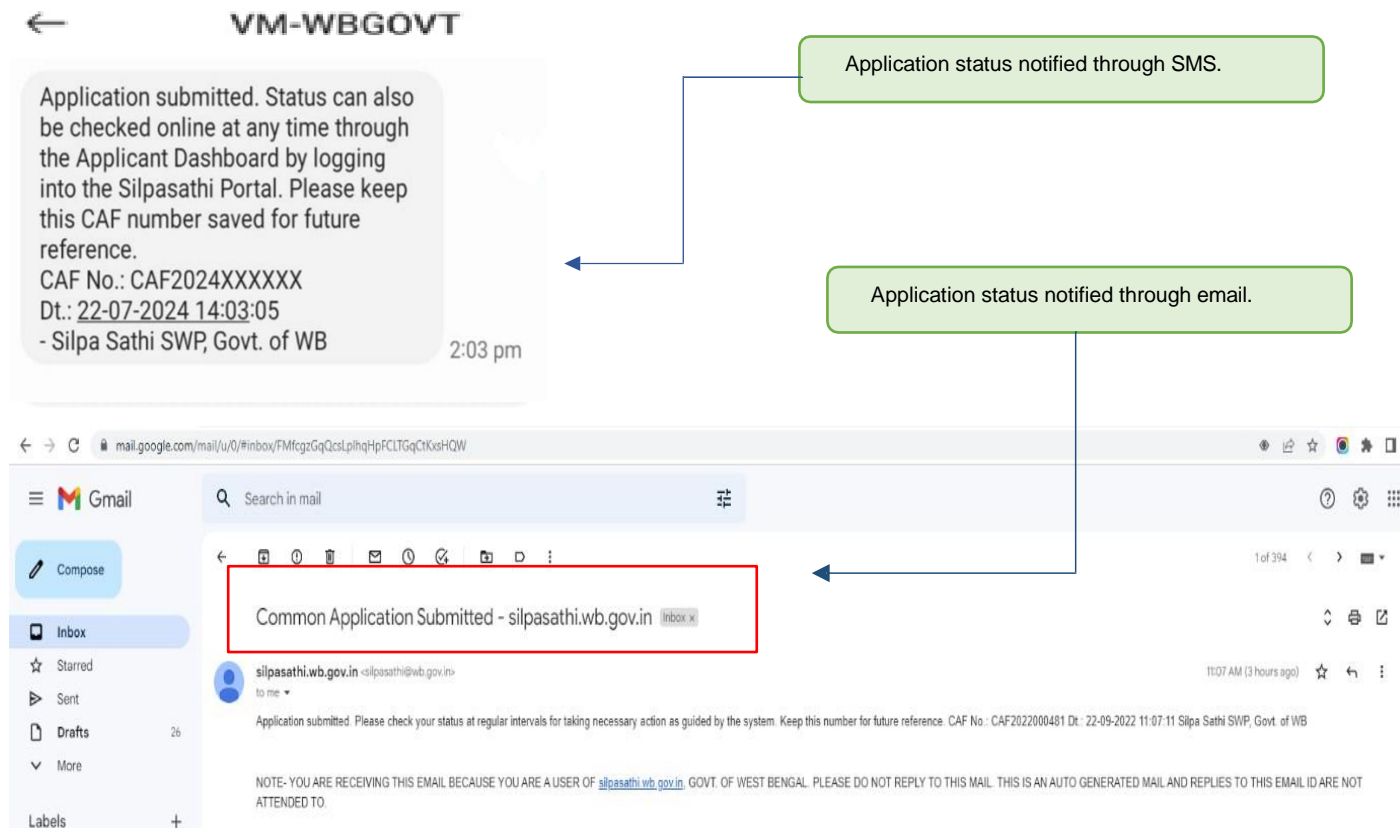 VM-WBGOVT
Application submitted. Status can also
be checked online at any time through
the Applicant Dashboard by logging
into the Silpasathi Portal. Please keep
this CAF number saved for future
reference.
CAF No.: CAF2024XXXXXX
Dt.: 22-07-2024 14:03:05
- Silpa Sathi SWP, Govt. of WB
2:03 pm
Application status notified through SMS.
Application status notified through email.
mail.google.com/mail/u/0/#inbox/FMfcgzGqQcsLplhqHpFCLTGqCtKxsHQW
Gmail
Search in mail
Compose
1 of 394
Inbox
Starred
Sent
Drafts 26
More
Labels +
Common Application Submitted - silpasathi.wb.gov.in Inbox x
silpasathi.wb.gov.in <silpasathi@wb.gov.in>
11:07 AM (3 hours ago)
to me
Application submitted. Please check your status at regular intervals for taking necessary action as guided by the system. Keep this number for future reference. CAF No.: CAF2022000481 Dt.: 22-09-2022 11:07:11 Silpa Sathi SWP, Govt. of WB
NOTE- YOU ARE RECEIVING THIS EMAIL BECAUSE YOU ARE A USER OF silpasathi.wb.gov.in, GOVT. OF WEST BENGAL. PLEASE DO NOT REPLY TO THIS MAIL. THIS IS AN AUTO GENERATED MAIL AND REPLIES TO THIS EMAIL ID ARE NOT
ATTENDED TO.